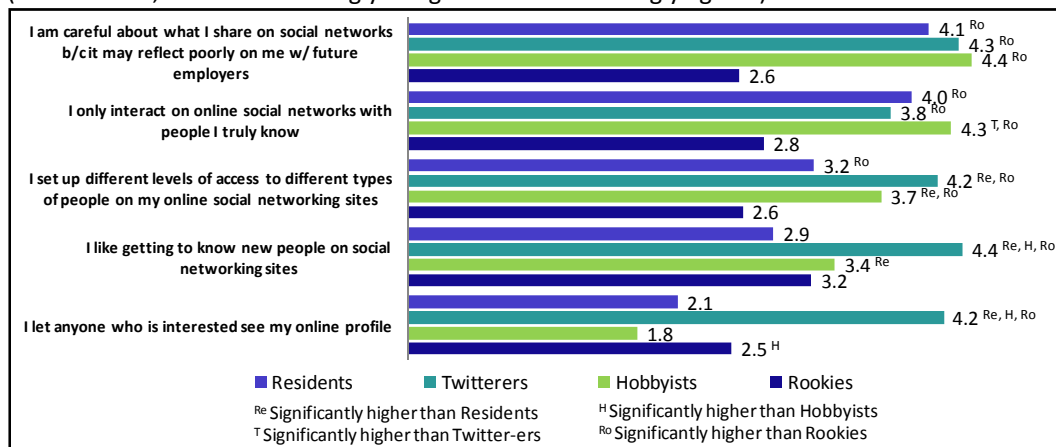 I am careful about what I share on social networks
b/c it may reflect poorly on me w/ future
employers
4.1 Ro
4.3 Ro
4.4 Ro
2.6
I only interact on online social networks with
people I truly know
4.0 Ro
3.8 Ro
4.3 T, Ro
2.8
I set up different levels of access to different types
of people on my online social networking sites
3.2 Ro
4.2 Re, Ro
3.7 Re, Ro
2.6
I like getting to know new people on social
networking sites
2.9
4.4 Re, H, Ro
3.4 Re
3.2
I let anyone who is interested see my online profile
2.1
4.2 Re, H, Ro
1.8
2.5 H
Residents Twitterers Hobbyists Rookies
Re Significantly higher than Residents H Significantly higher than Hobbyists
T Significantly higher than Twitter-ers Ro Significantly higher than Rookies